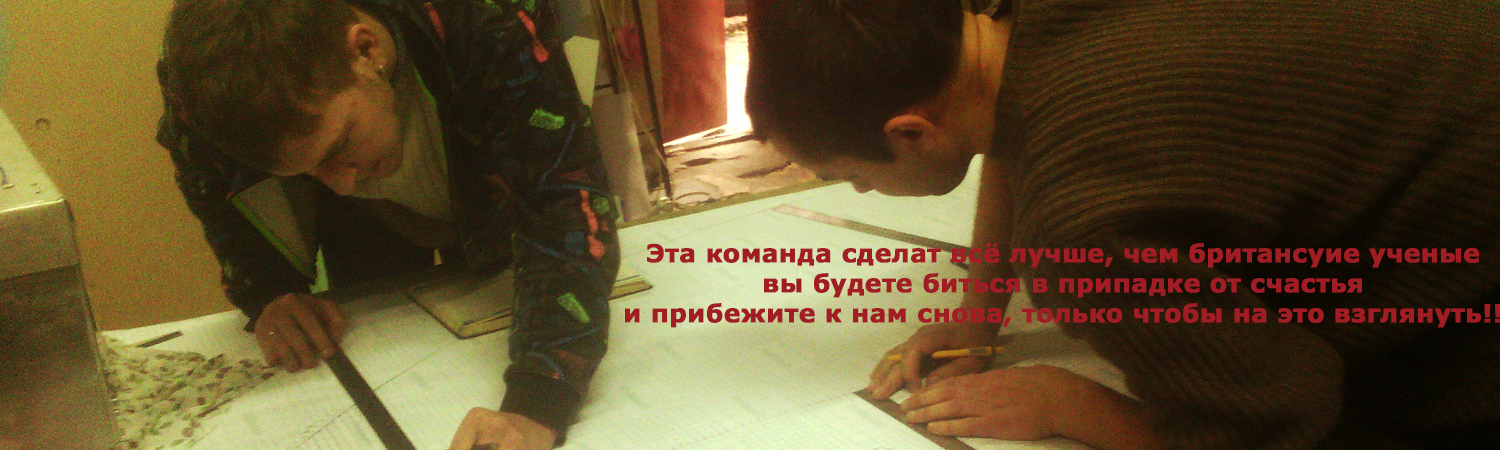 Эта команда сделат всё лучше, чем британсуие ученые
вы будете биться в припадке от счастья
и прибежите к нам снова, только чтобы на это взглянуть!!